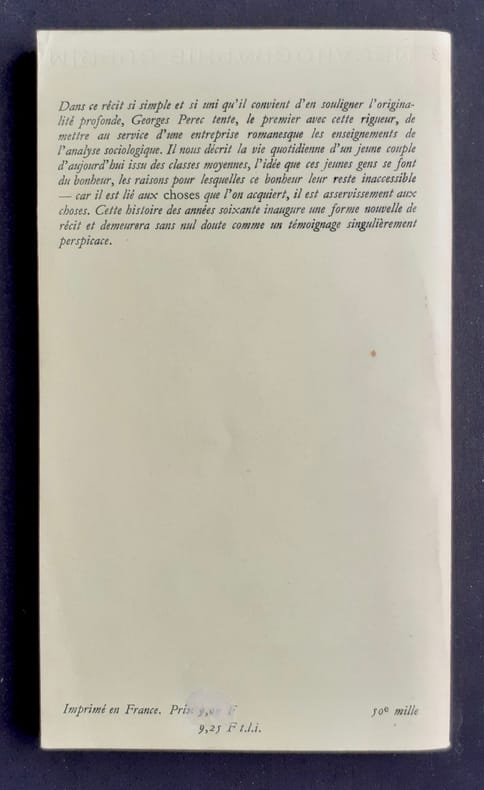 Dans ce récit si simple et si uni qu'il convient d'en souligner l'origina-
lité profonde, Georges Perec tente, le premier avec cette rigueur, de
mettre au service d'une entreprise romanesque les enseignements de
l'analyse sociologique. Il nous décrit la vie quotidienne d'un jeune couple
d'aujourd'hui issu des classes moyennes, l'idée que ces jeunes gens se font
du bonheur, les raisons pour lesquelles ce bonheur leur reste inaccessible
— car il est lié aux choses que l'on acquiert, il est asservissement aux
choses. Cette histoire des années soixante inaugure une forme nouvelle de
récit et demeurera sans nul doute comme un témoignage singulièrement
perspicace.
Imprimé en France. Prix F
50e mille
9,25 F t.l.i.